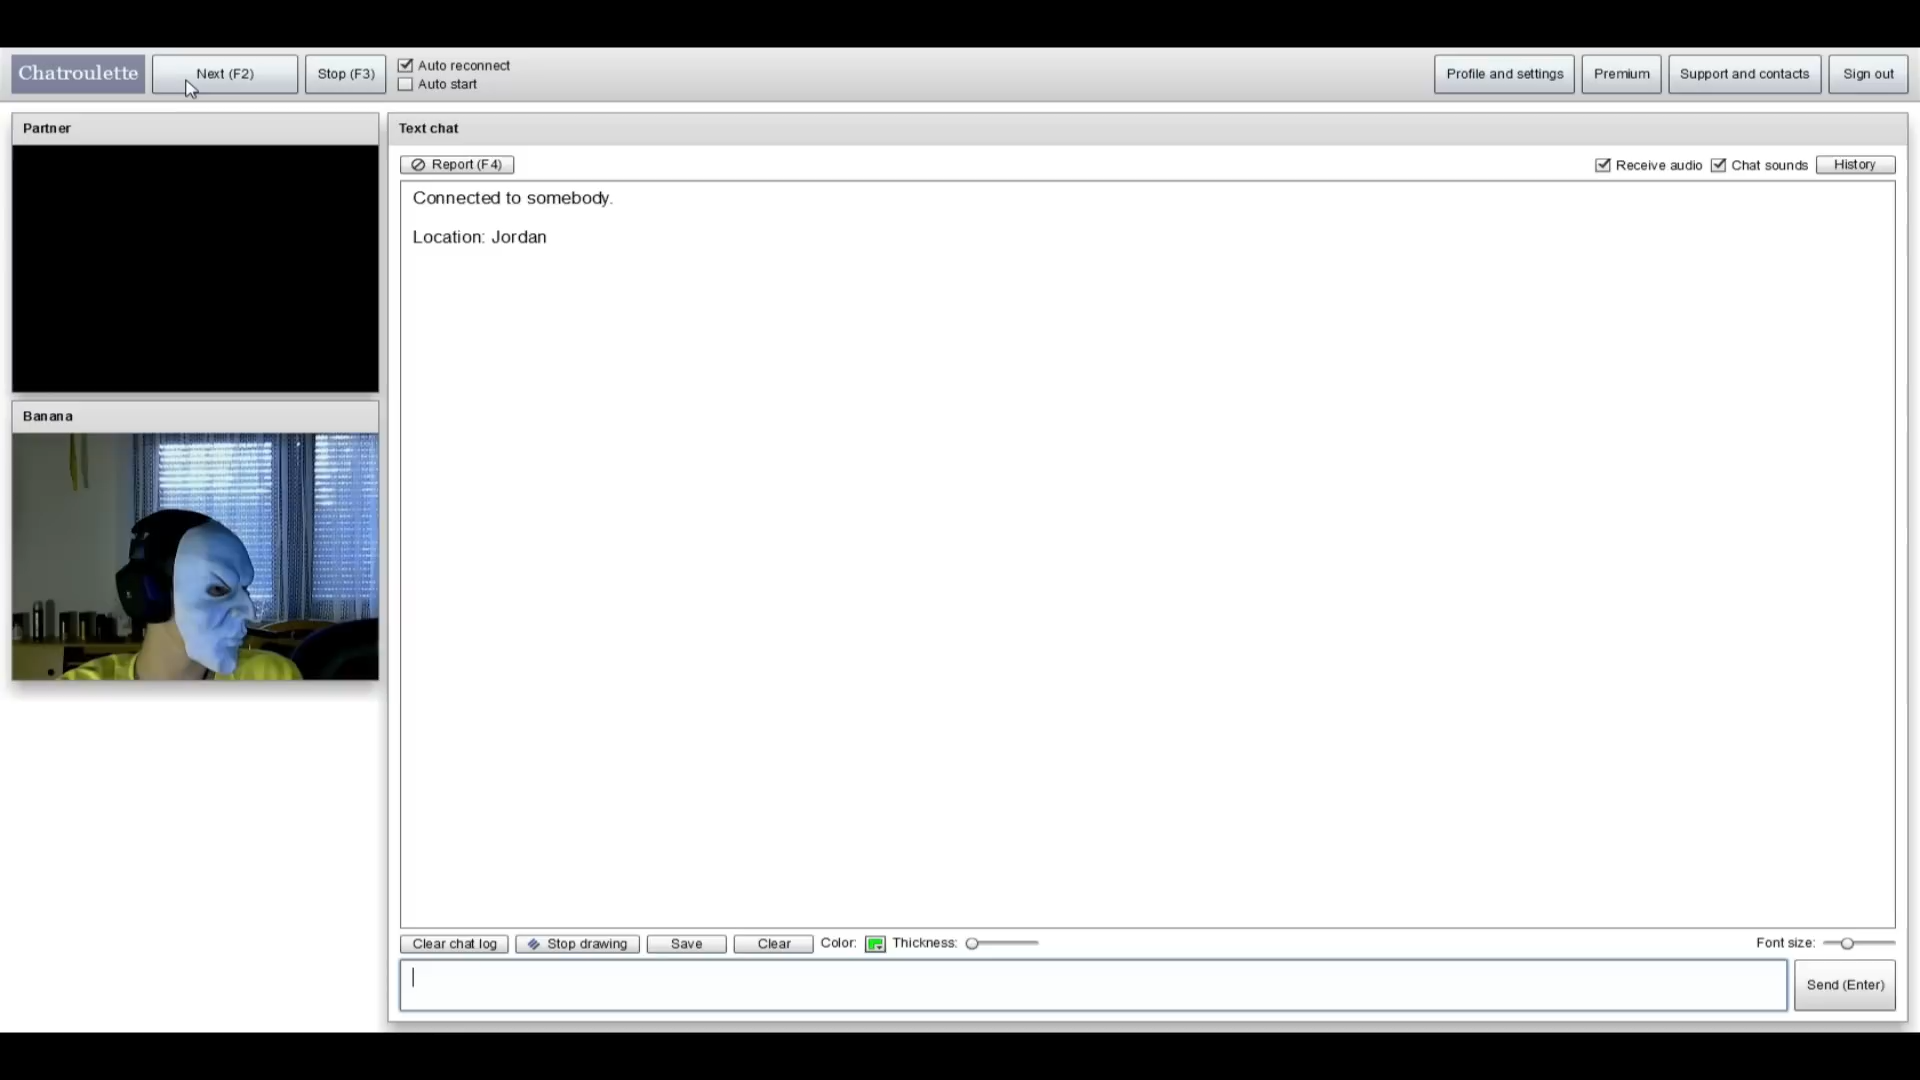 Chatroulette
Next (F2)
Stop (F3)
Auto reconnect
Auto start
Profile and settings
Premium
Support and contacts
Sign out
Partner
Text chat
Report (F4)
Receive audio
Chat sounds
History
Connected to somebody.
Location: Jordan
Banana
Clear chat log
Stop drawing
Save
Clear
Color:
Thickness:
Font size:
Send (Enter)